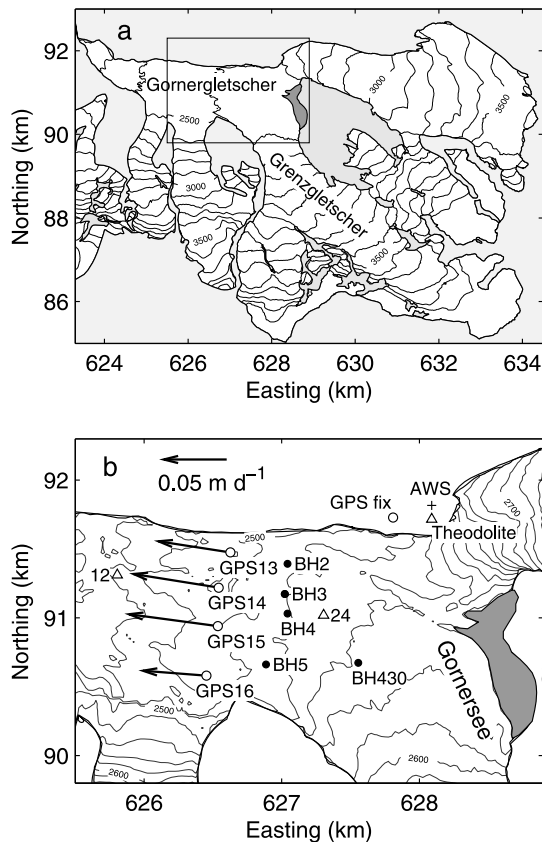 92
90
88
86
Northing (km)
a
Gornergletscher
2500
3000
3500
3000
3500
3500
3500
Grenzgletscher
624
626
628
630
632
634
Easting (km)
92
91
90
Northing (km)
b
0.05 m d⁻¹
GPS fix
AWS
Theodolite
2700
2500
GPS13
BH2
12
GPS14
BH3
24
BH4
GPS15
GPS16
BH5
BH430
Gornersee
2500
2600
2600
626
627
628
Easting (km)